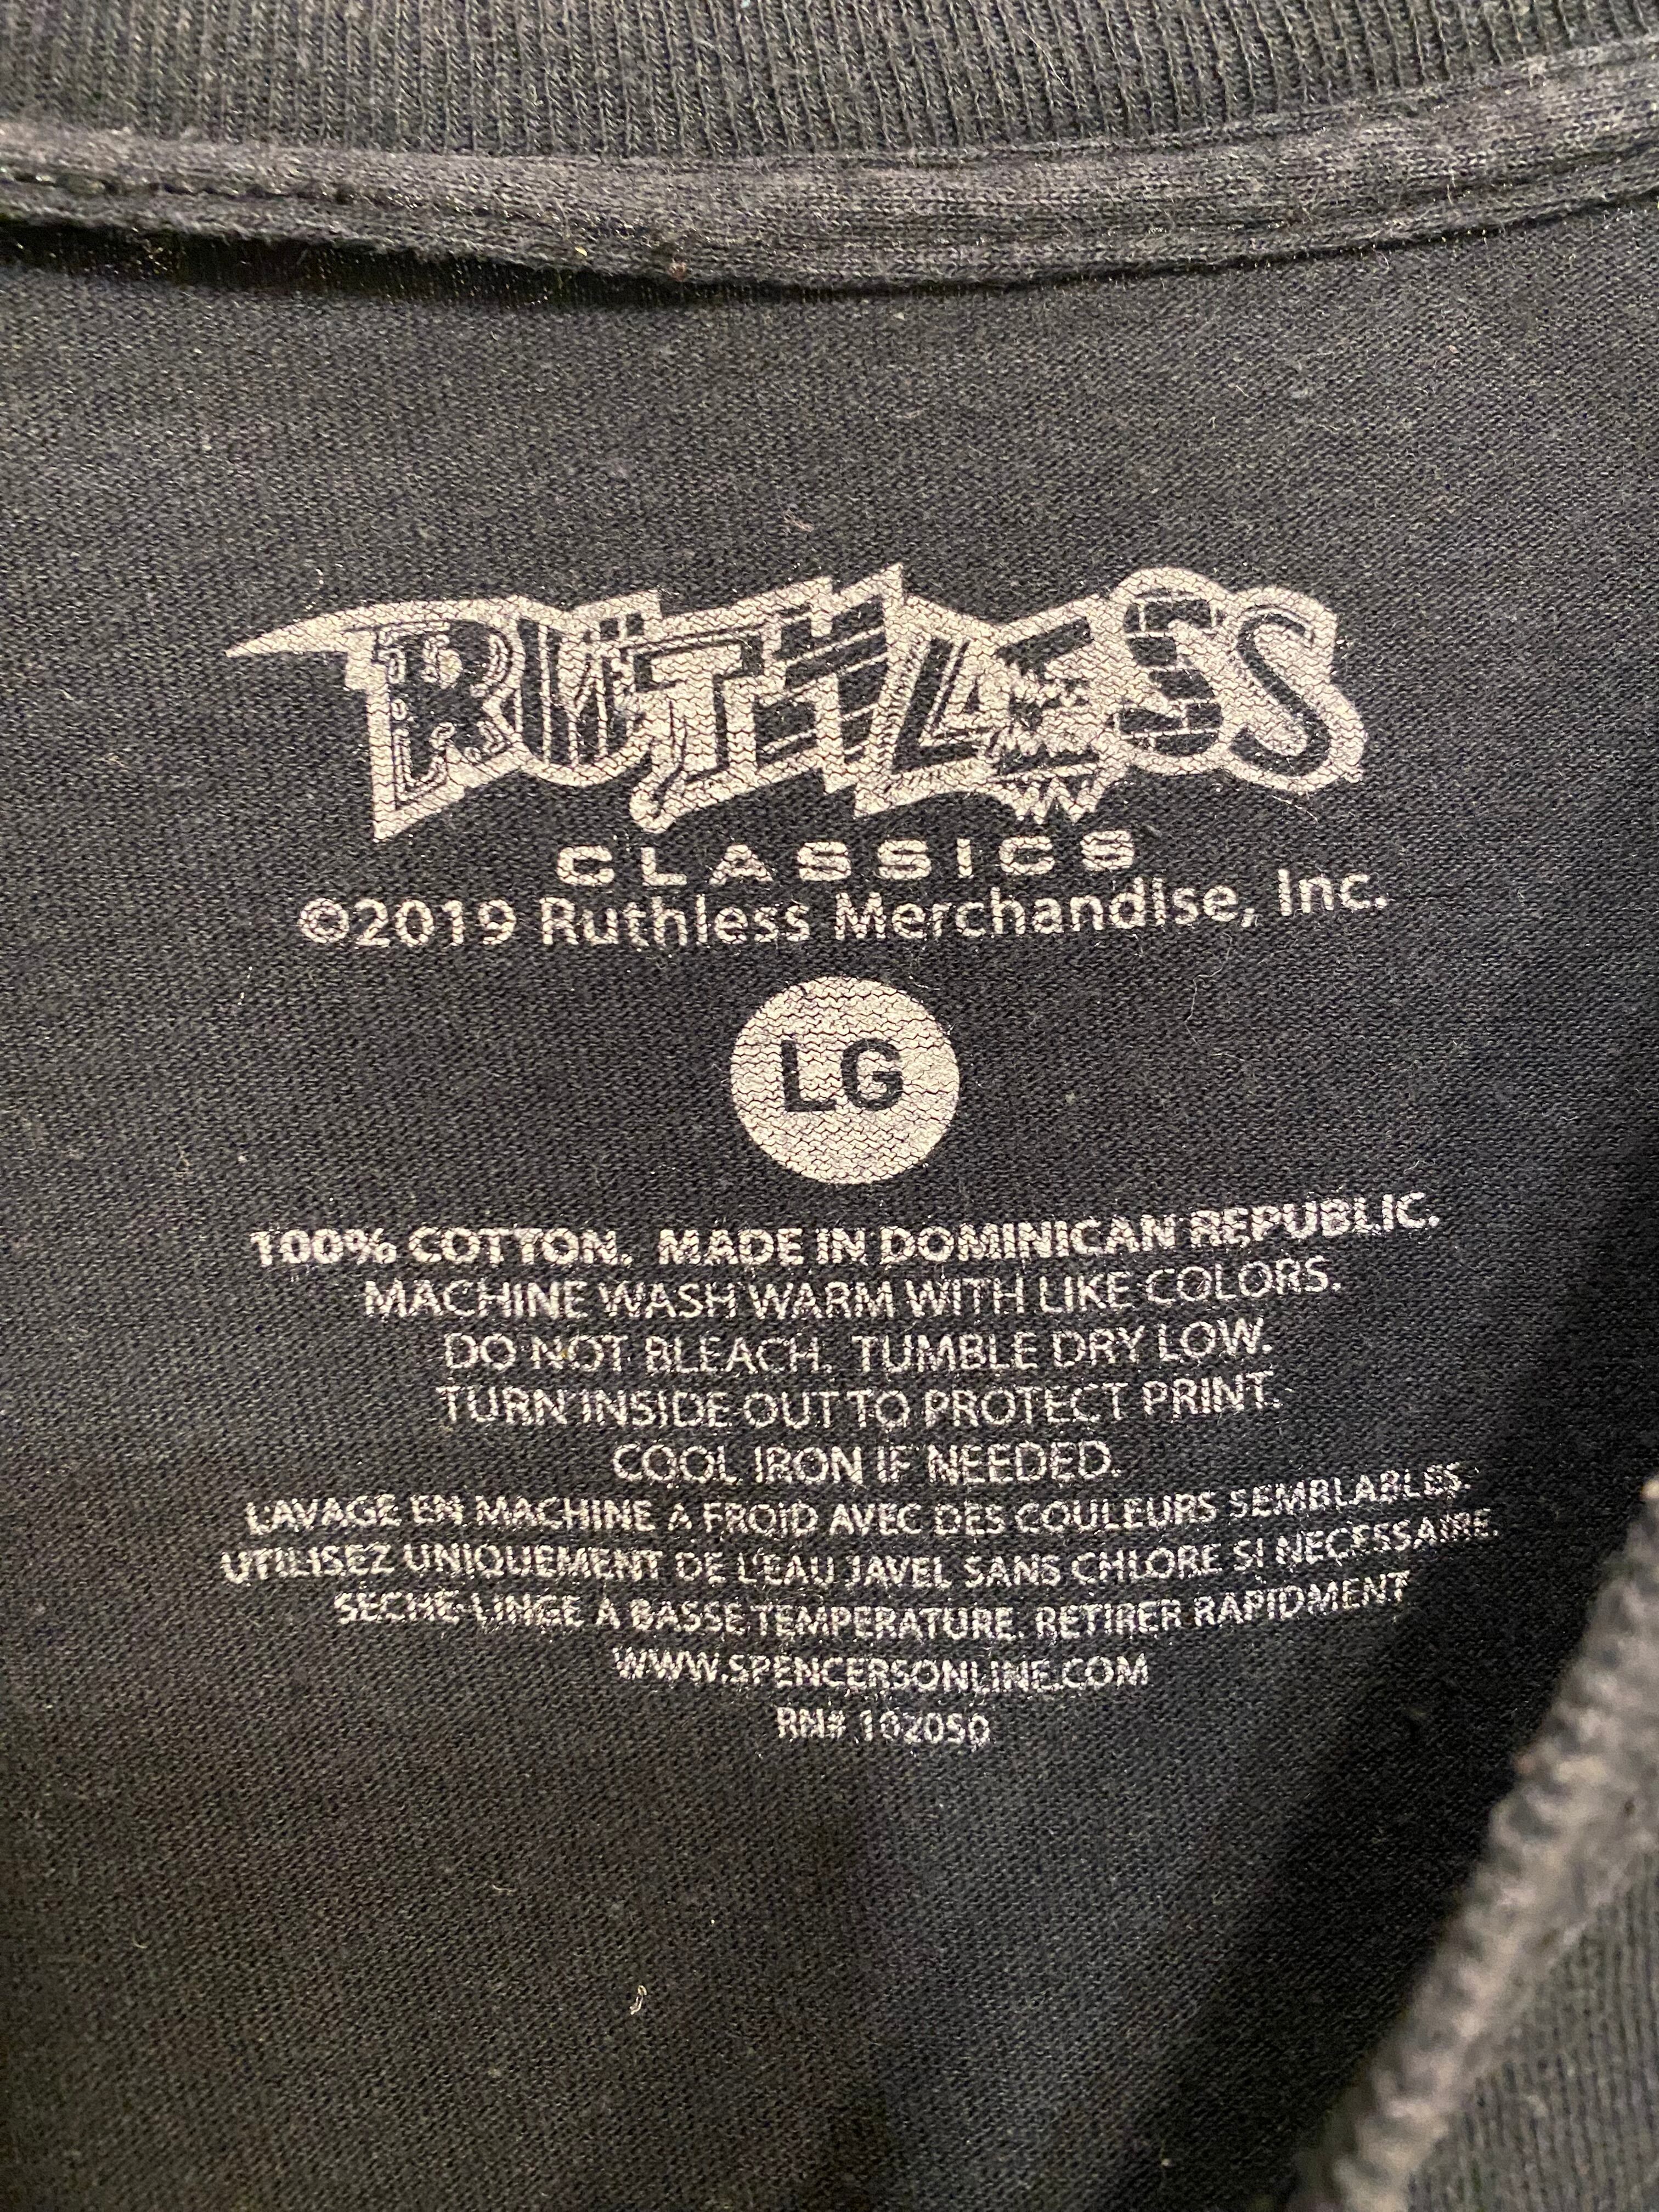 RUTHLESS
CLASSICS
©2019 Ruthless Merchandise, Inc.
LG
100% COTTON. MADE IN DOMINICAN REPUBLIC.
MACHINE WASH WARM WITH LIKE COLORS.
DO NOT BLEACH. TUMBLE DRY LOW.
TURN INSIDE OUT TO PROTECT PRINT.
COOL IRON IF NEEDED.
LAVAGE EN MACHINE A FROID AVEC DES COULEURS SEMBLABLES.
UTILISEZ UNIQUEMENT DE L'EAU JAVEL SANS CHLORE SI NECESSAIRE.
SECHE-LINGE A BASSE TEMPERATURE. RETIRER RAPIDMENT
WWW.SPENCERSONLINE.COM
RN# 102050